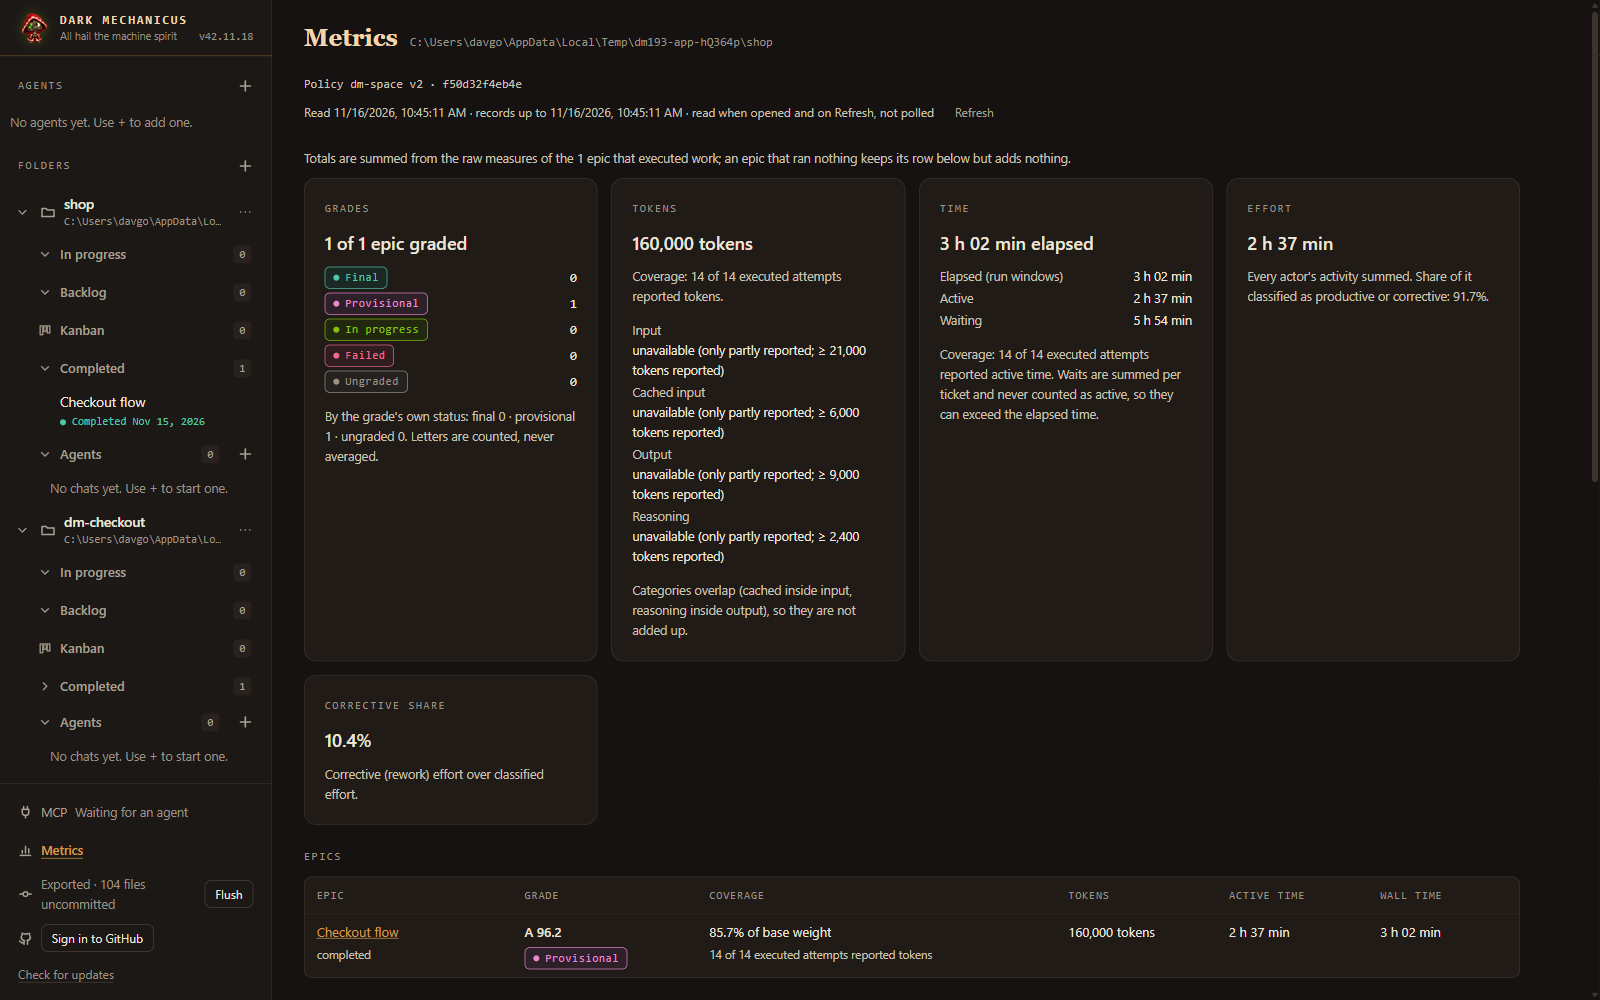 DARK MECHANICUS
All hail the machine spirit v42.11.18
AGENTS
No agents yet. Use + to add one.
FOLDERS
shop
C:\Users\davgo\AppData\Lo…
In progress 0
Backlog 0
Kanban 0
Completed 1
Checkout flow
Completed Nov 15, 2026
Agents 0
No chats yet. Use + to start one.
dm-checkout
C:\Users\davgo\AppData\Lo…
In progress 0
Backlog 0
Kanban 0
Completed 1
Agents 0
No chats yet. Use + to start one.
MCP Waiting for an agent
Metrics
Exported · 104 files
uncommitted
Flush
Sign in to GitHub
Check for updates
Metrics C:\Users\davgo\AppData\Local\Temp\dm193-app-hQ364p\shop
Policy dm-space v2 · f50d32f4eb4e
Read 11/16/2026, 10:45:11 AM · records up to 11/16/2026, 10:45:11 AM · read when opened and on Refresh, not polled Refresh
Totals are summed from the raw measures of the 1 epic that executed work; an epic that ran nothing keeps its row below but adds nothing.
GRADES
1 of 1 epic graded
Final 0
Provisional 1
In progress 0
Failed 0
Ungraded 0
By the grade's own status: final 0 · provisional
1 · ungraded 0. Letters are counted, never
averaged.
TOKENS
160,000 tokens
Coverage: 14 of 14 executed attempts
reported tokens.
Input
unavailable (only partly reported; ≥ 21,000
tokens reported)
Cached input
unavailable (only partly reported; ≥ 6,000
tokens reported)
Output
unavailable (only partly reported; ≥ 9,000
tokens reported)
Reasoning
unavailable (only partly reported; ≥ 2,400
tokens reported)
Categories overlap (cached inside input,
reasoning inside output), so they are not
added up.
TIME
3 h 02 min elapsed
Elapsed (run windows) 3 h 02 min
Active 2 h 37 min
Waiting 5 h 54 min
Coverage: 14 of 14 executed attempts
reported active time. Waits are summed per
ticket and never counted as active, so they
can exceed the elapsed time.
EFFORT
2 h 37 min
Every actor's activity summed. Share of it
classified as productive or corrective: 91.7%.
CORRECTIVE SHARE
10.4%
Corrective (rework) effort over classified
effort.
EPICS
EPIC GRADE COVERAGE TOKENS ACTIVE TIME WALL TIME
Checkout flow A 96.2 85.7% of base weight 160,000 tokens 2 h 37 min 3 h 02 min
completed Provisional 14 of 14 executed attempts reported tokens